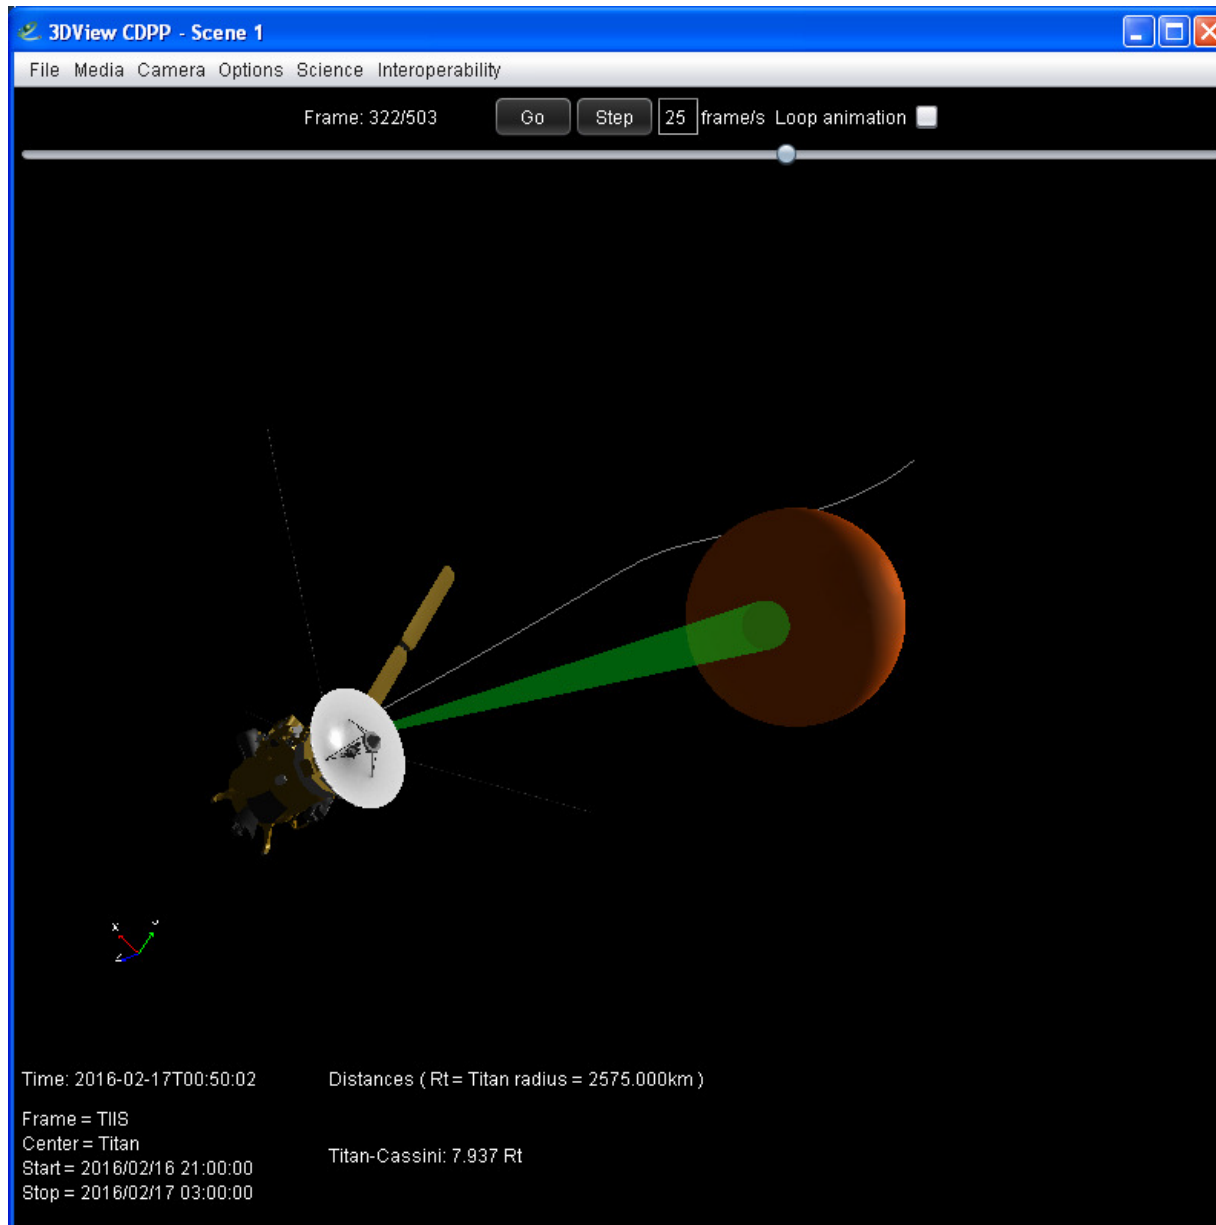 3DView CDPP - Scene 1
File Media Camera Options Science Interoperability
Frame: 322/503 Go Step 25 frame/s Loop animation
x
z
Time: 2016-02-17T00:50:02 Distances ( Rt = Titan radius = 2575.000km )
Frame = TIIS
Center = Titan
Start = 2016/02/16 21:00:00
Stop = 2016/02/17 03:00:00
Titan-Cassini: 7.937 Rt